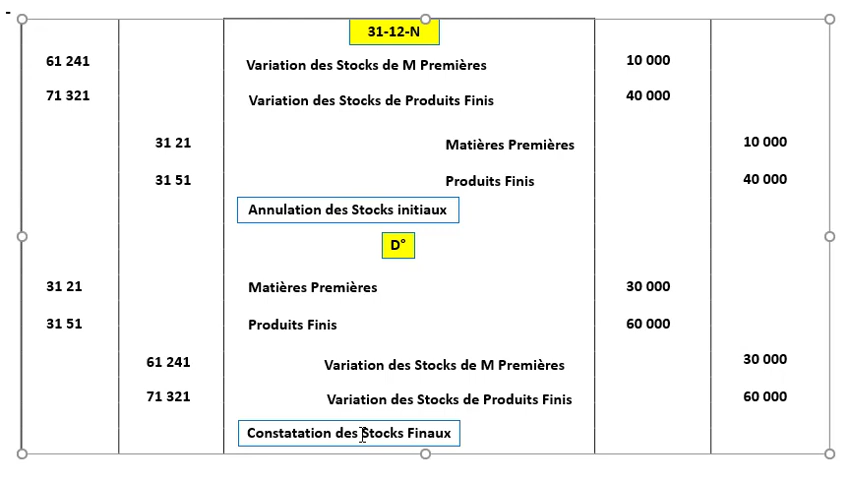 31-12-N
61 241 Variation des Stocks de M Premières 10 000
71 321 Variation des Stocks de Produits Finis 40 000
31 21 Matières Premières 10 000
31 51 Produits Finis 40 000
Annulation des Stocks initiaux
D°
31 21 Matières Premières 30 000
31 51 Produits Finis 60 000
61 241 Variation des Stocks de M Premières 30 000
71 321 Variation des Stocks de Produits Finis 60 000
Constatation des Stocks Finaux